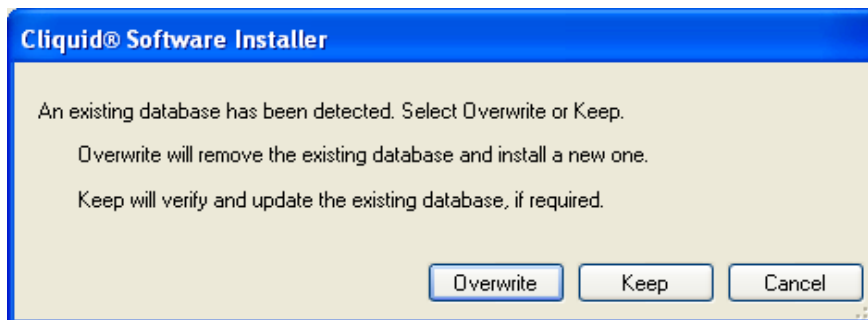 Cliquid® Software Installer
An existing database has been detected. Select Overwrite or Keep.
Overwrite will remove the existing database and install a new one.
Keep will verify and update the existing database, if required.
Overwrite Keep Cancel